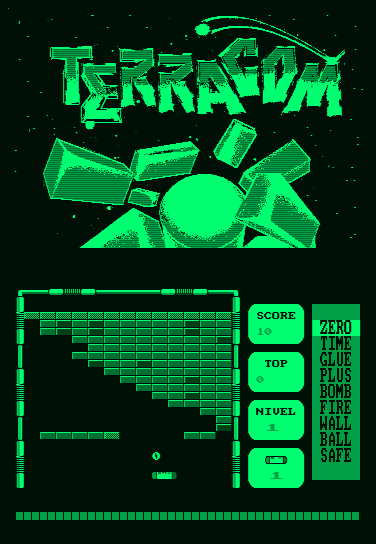 TERRACOM
SCORE
10
TOP
0
NIVEL
1
1
ZERO
TIME
GLUE
PLUS
BOMB
FIRE
WALL
BALL
SAFE